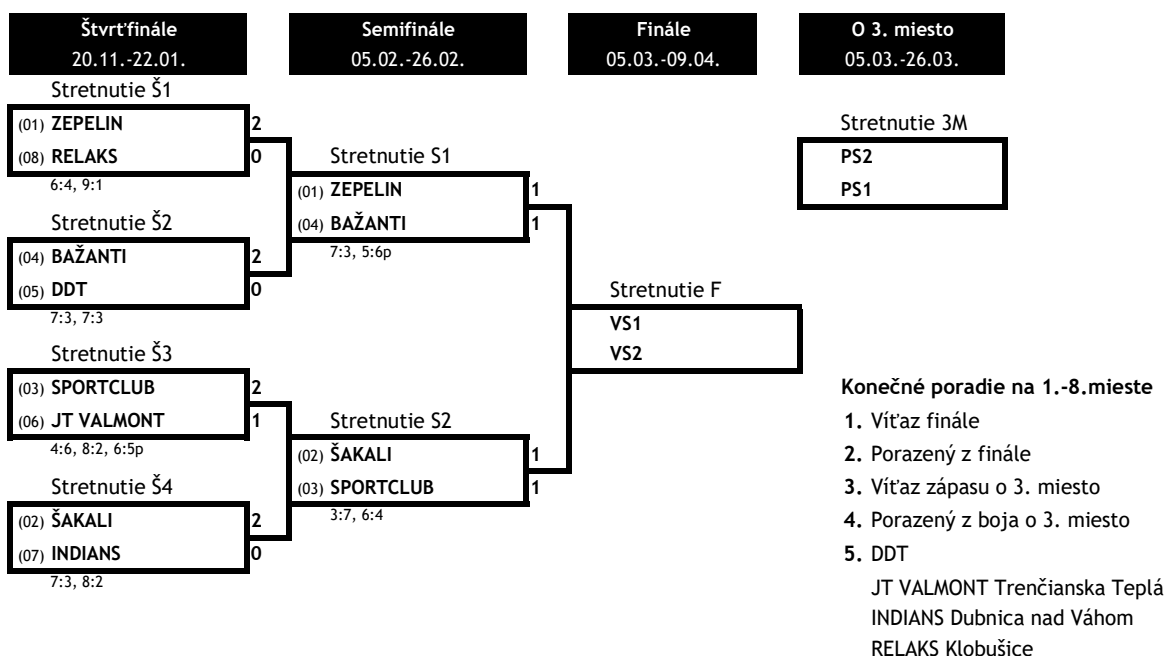 Štvrťfinále
20.11.-22.01.
Semifinále
05.02.-26.02.
Finále
05.03.-09.04.
O 3. miesto
05.03.-26.03.
Stretnutie Š1
(01) ZEPELIN 2
(08) RELAKS 0
6:4, 9:1
Stretnutie Š2
(04) BAŽANTI 2
(05) DDT 0
7:3, 7:3
Stretnutie Š3
(03) SPORTCLUB 2
(06) JT VALMONT 1
4:6, 8:2, 6:5p
Stretnutie Š4
(02) ŠAKALI 2
(07) INDIANS 0
7:3, 8:2
Stretnutie S1
(01) ZEPELIN 1
(04) BAŽANTI 1
7:3, 5:6p
Stretnutie S2
(02) ŠAKALI 1
(03) SPORTCLUB 1
3:7, 6:4
Stretnutie F
VS1
VS2
Stretnutie 3M
PS2
PS1
Konečné poradie na 1.-8.mieste
1. Víťaz finále
2. Porazený z finále
3. Víťaz zápasu o 3. miesto
4. Porazený z boja o 3. miesto
5. DDT
JT VALMONT Trenčianska Teplá
INDIANS Dubnica nad Váhom
RELAKS Klobušice